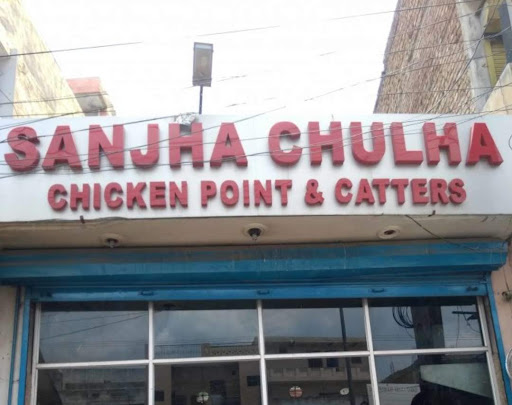 SANJHA CHULHA
CHICKEN POINT & CATTERS